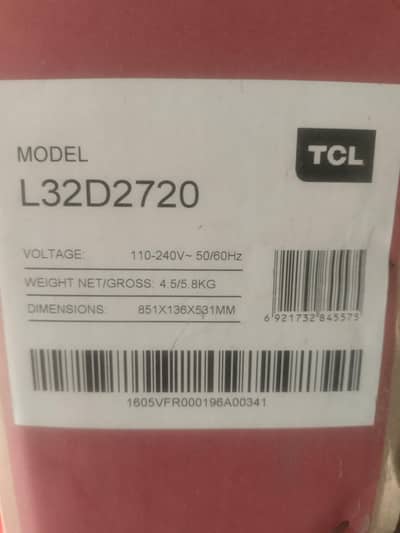 MODEL
TCL
L32D2720
VOLTAGE: 110-240V~ 50/60Hz
WEIGHT NET/GROSS: 4.5/5.8KG
DIMENSIONS: 851X136X531MM
6 921732 845575
1605VFR000196A00341